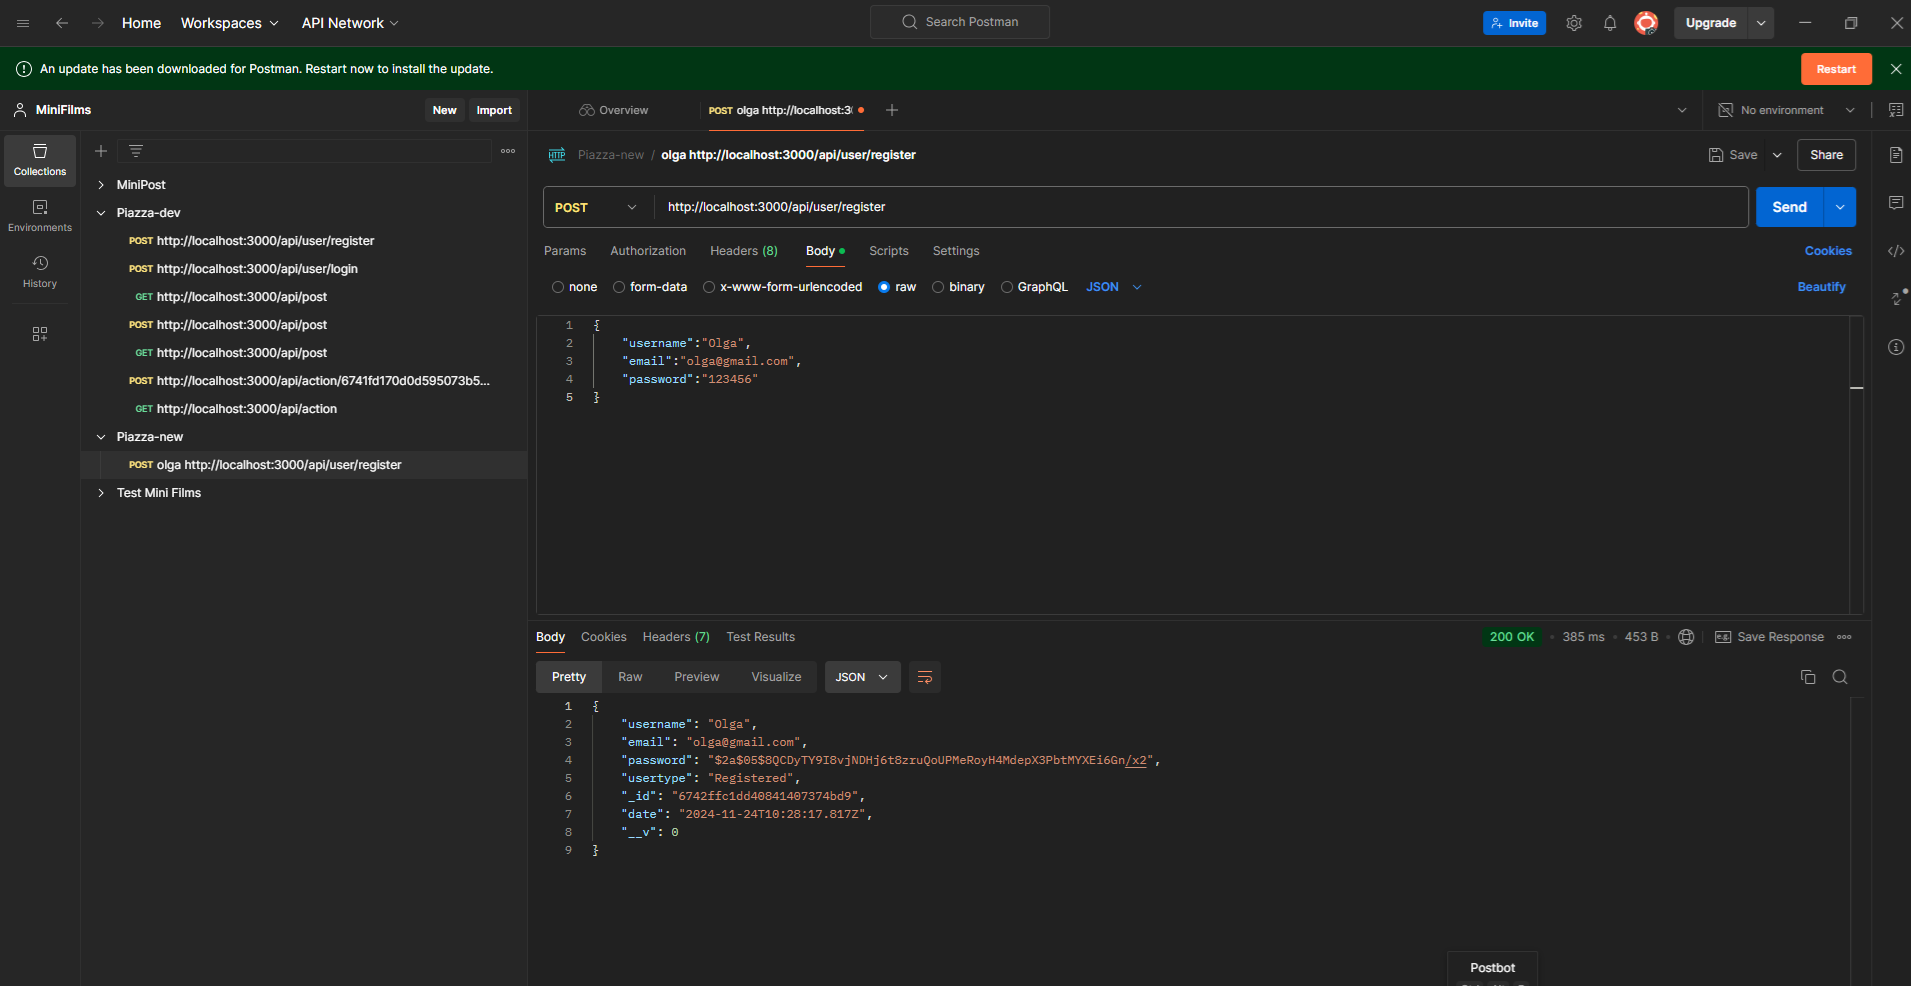 Home Workspaces API Network Search Postman Invite Upgrade
An update has been downloaded for Postman. Restart now to install the update. Restart
MiniFilms New Import
Overview POST olga http://localhost:3( No environment
Collections
Environments
History
MiniPost
Piazza-dev
POST http://localhost:3000/api/user/register
POST http://localhost:3000/api/user/login
GET http://localhost:3000/api/post
POST http://localhost:3000/api/post
GET http://localhost:3000/api/post
POST http://localhost:3000/api/action/6741fd170d0d595073b5...
GET http://localhost:3000/api/action
Piazza-new
POST olga http://localhost:3000/api/user/register
Test Mini Films
HTTP Piazza-new / olga http://localhost:3000/api/user/register Save Share
POST http://localhost:3000/api/user/register Send
Params Authorization Headers (8) Body Scripts Settings Cookies
none form-data x-www-form-urlencoded raw binary GraphQL JSON Beautify
1 {
2 "username":"Olga",
3 "email":"olga@gmail.com",
4 "password":"123456"
5 }
Body Cookies Headers (7) Test Results 200 OK 385 ms 453 B e.g. Save Response
Pretty Raw Preview Visualize JSON
1 {
2 "username": "Olga",
3 "email": "olga@gmail.com",
4 "password": "$2a$05$8QCDyTY9I8vjNDHj6t8zruQoUPMeRoyH4MdepX3PbtMYXEi6Gn/x2",
5 "usertype": "Registered",
6 "_id": "6742ffc1dd40841407374bd9",
7 "date": "2024-11-24T10:28:17.817Z",
8 "__v": 0
9 }
Postbot